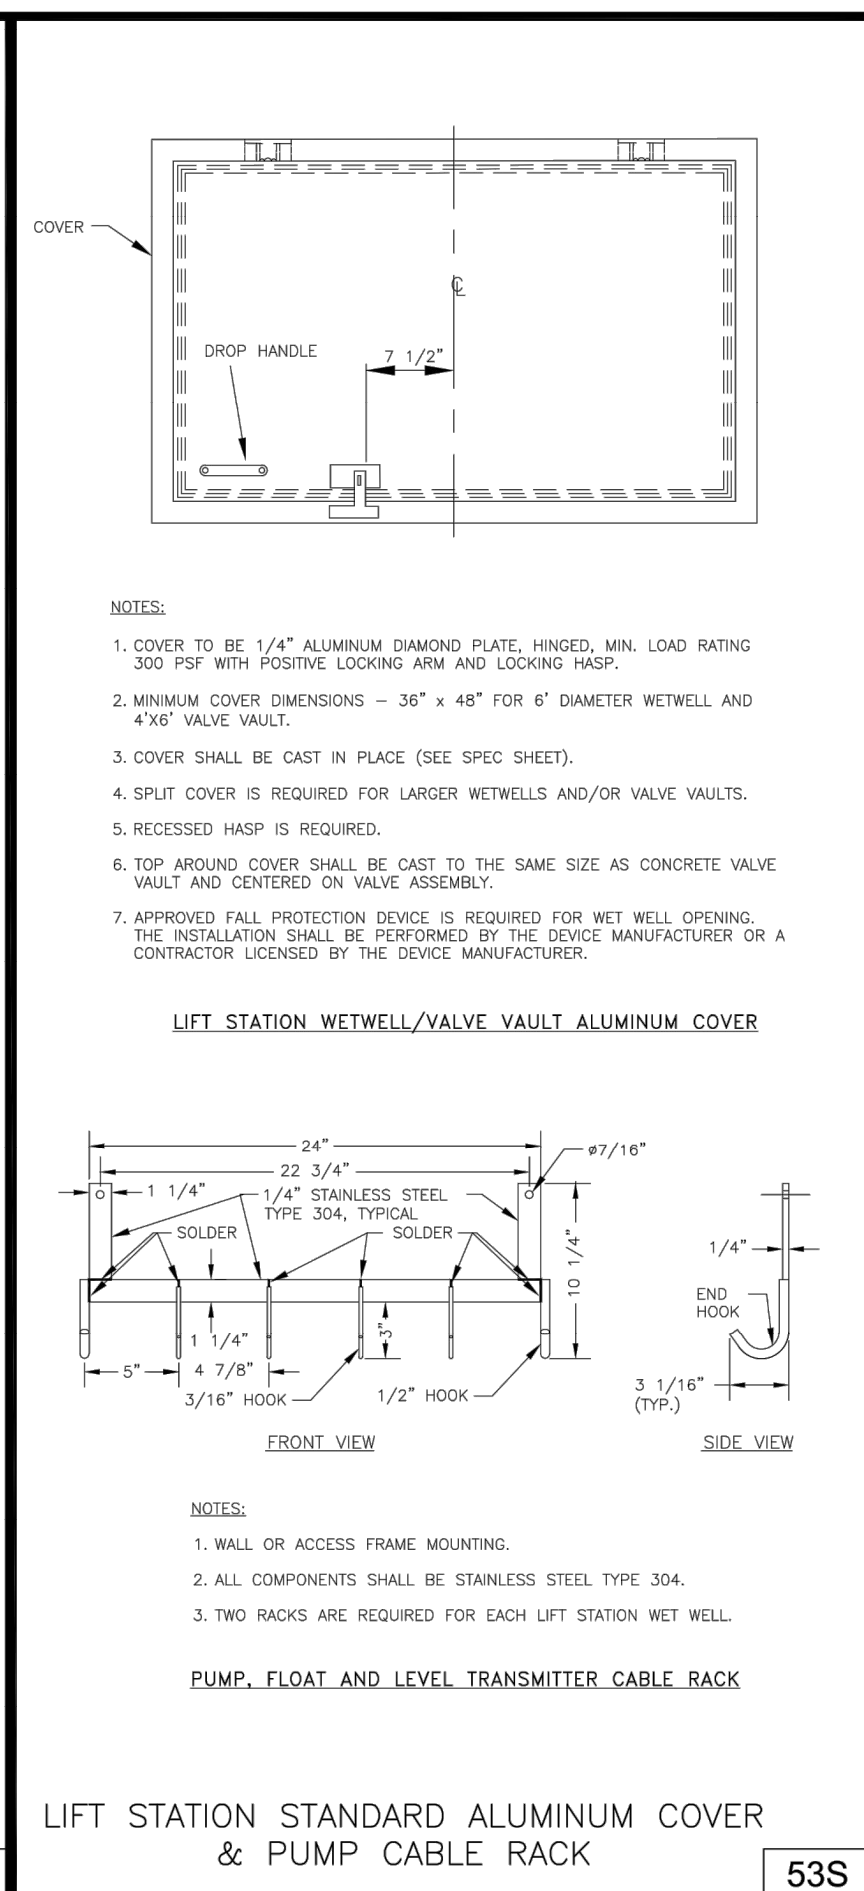 COVER
℄
DROP HANDLE
7 1/2"
NOTES:
1. COVER TO BE 1/4" ALUMINUM DIAMOND PLATE, HINGED, MIN. LOAD RATING
300 PSF WITH POSITIVE LOCKING ARM AND LOCKING HASP.
2. MINIMUM COVER DIMENSIONS – 36" x 48" FOR 6' DIAMETER WETWELL AND
4'X6' VALVE VAULT.
3. COVER SHALL BE CAST IN PLACE (SEE SPEC SHEET).
4. SPLIT COVER IS REQUIRED FOR LARGER WETWELLS AND/OR VALVE VAULTS.
5. RECESSED HASP IS REQUIRED.
6. TOP AROUND COVER SHALL BE CAST TO THE SAME SIZE AS CONCRETE VALVE
VAULT AND CENTERED ON VALVE ASSEMBLY.
7. APPROVED FALL PROTECTION DEVICE IS REQUIRED FOR WET WELL OPENING.
THE INSTALLATION SHALL BE PERFORMED BY THE DEVICE MANUFACTURER OR A
CONTRACTOR LICENSED BY THE DEVICE MANUFACTURER.
LIFT STATION WETWELL/VALVE VAULT ALUMINUM COVER
24"
ø7/16"
22 3/4"
1 1/4"
1/4" STAINLESS STEEL
TYPE 304, TYPICAL
SOLDER
SOLDER
10 1/4"
1/4"
END
HOOK
1 1/4"
3"
5"
4 7/8"
3/16" HOOK
1/2" HOOK
3 1/16"
(TYP.)
FRONT VIEW
SIDE VIEW
NOTES:
1. WALL OR ACCESS FRAME MOUNTING.
2. ALL COMPONENTS SHALL BE STAINLESS STEEL TYPE 304.
3. TWO RACKS ARE REQUIRED FOR EACH LIFT STATION WET WELL.
PUMP, FLOAT AND LEVEL TRANSMITTER CABLE RACK
LIFT STATION STANDARD ALUMINUM COVER
& PUMP CABLE RACK
53S